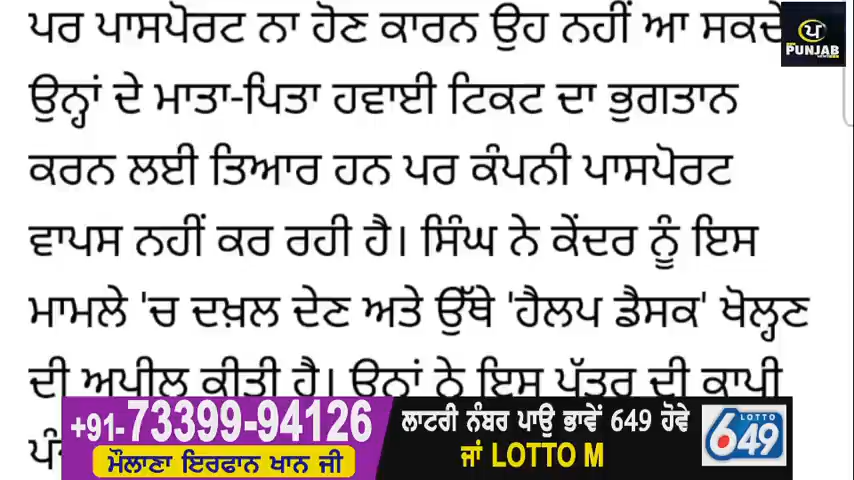 ਪਰ ਪਾਸਪੋਰਟ ਨਾ ਹੋਣ ਕਾਰਨ ਉਹ ਨਹੀਂ ਆ ਸਕਦੇ
ਪ
PUNJAB
ਉਨ੍ਹਾਂ ਦੇ ਮਾਤਾ-ਪਿਤਾ ਹਵਾਈ ਟਿਕਟ ਦਾ ਭੁਗਤਾਨ
ਕਰਨ ਲਈ ਤਿਆਰ ਹਨ ਪਰ ਕੰਪਨੀ ਪਾਸਪੋਰਟ
ਵਾਪਸ ਨਹੀਂ ਕਰ ਰਹੀ ਹੈ। ਸਿੰਘ ਨੇ ਕੇਂਦਰ ਨੂੰ ਇਸ
ਮਾਮਲੇ 'ਚ ਦਖ਼ਲ ਦੇਣ ਅਤੇ ਉੱਥੇ 'ਹੈਲਪ ਡੈਸਕ' ਖੋਲ੍ਹਣ
ਦੀ ਅਪੀਲ ਕੀਤੀ ਹੈ। ਉਨ੍ਹਾਂ ਨੇ ਇਸ ਪੱਤਰ ਦੀ ਕਾਪੀ
+91-73399-94126
ਮੌਲਾਣਾ ਇਰਫਾਨ ਖਾਨ ਜੀ
ਲਾਟਰੀ ਨੰਬਰ ਪਾਉ ਭਾਵੇਂ 649 ਹੋਵੇ
ਜਾਂ LOTTO M
LOTTO
649